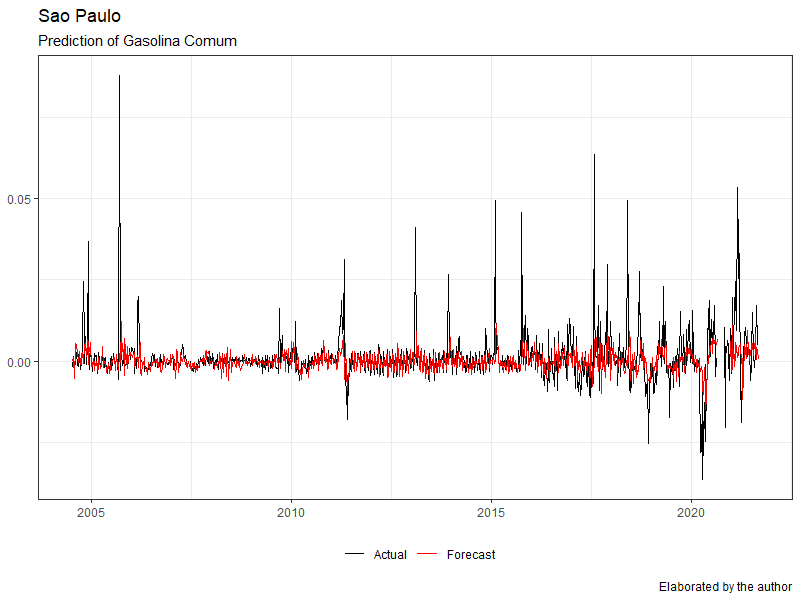 Sao Paulo
Prediction of Gasolina Comum
0.05
0.00
2005 2010 2015 2020
Actual Forecast
Elaborated by the author